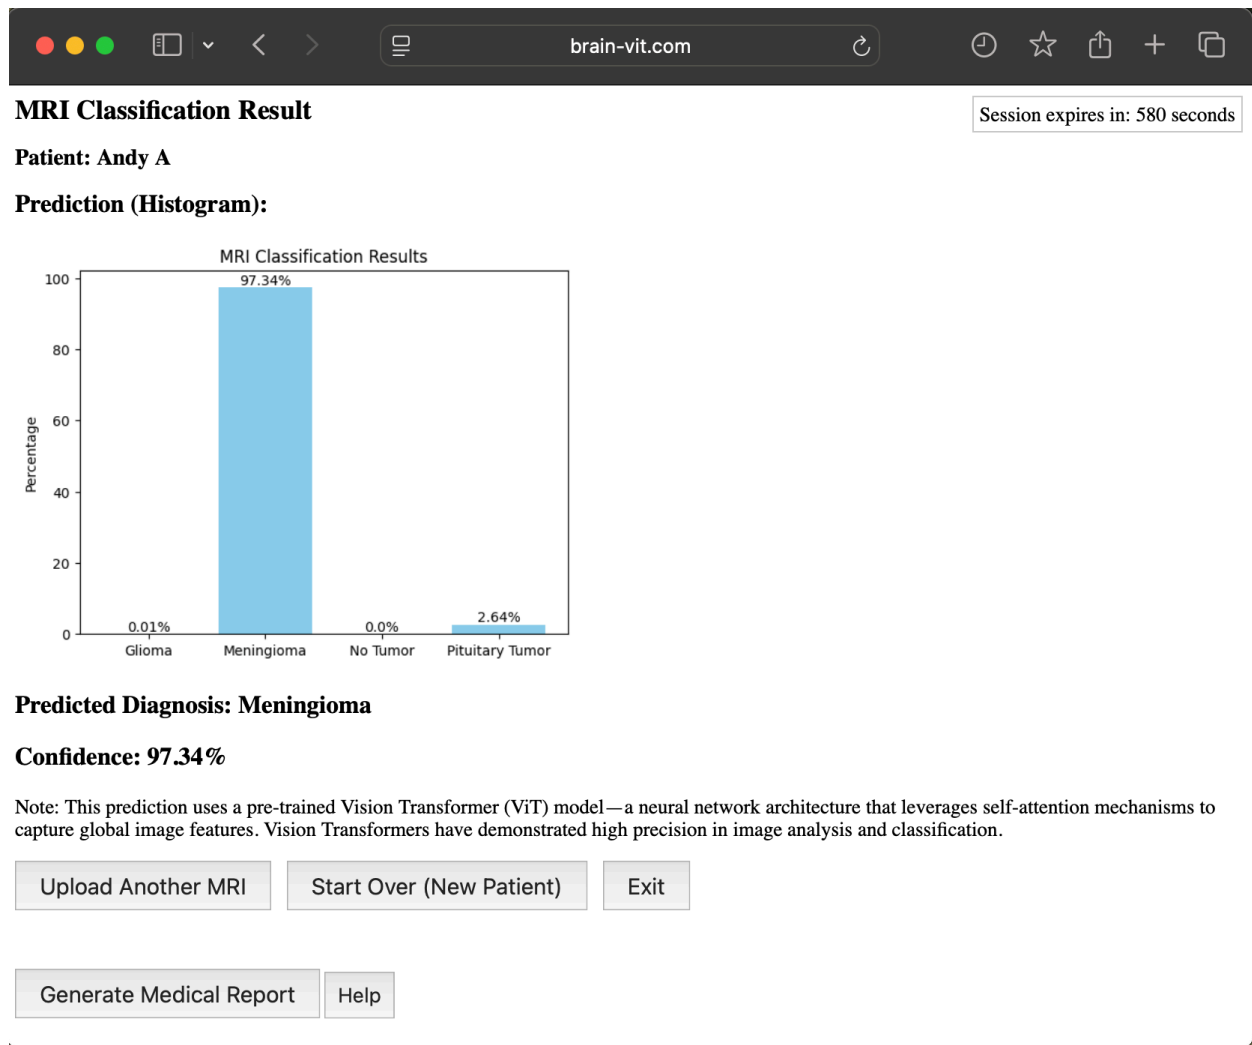 brain-vit.com
MRI Classification Result
Session expires in: 580 seconds
Patient: Andy A
Prediction (Histogram):
MRI Classification Results
Percentage
100
80
60
40
20
0
0.01%
97.34%
0.0%
2.64%
Glioma
Meningioma
No Tumor
Pituitary Tumor
Predicted Diagnosis: Meningioma
Confidence: 97.34%
Note: This prediction uses a pre-trained Vision Transformer (ViT) model—a neural network architecture that leverages self-attention mechanisms to
capture global image features. Vision Transformers have demonstrated high precision in image analysis and classification.
Upload Another MRI
Start Over (New Patient)
Exit
Generate Medical Report
Help